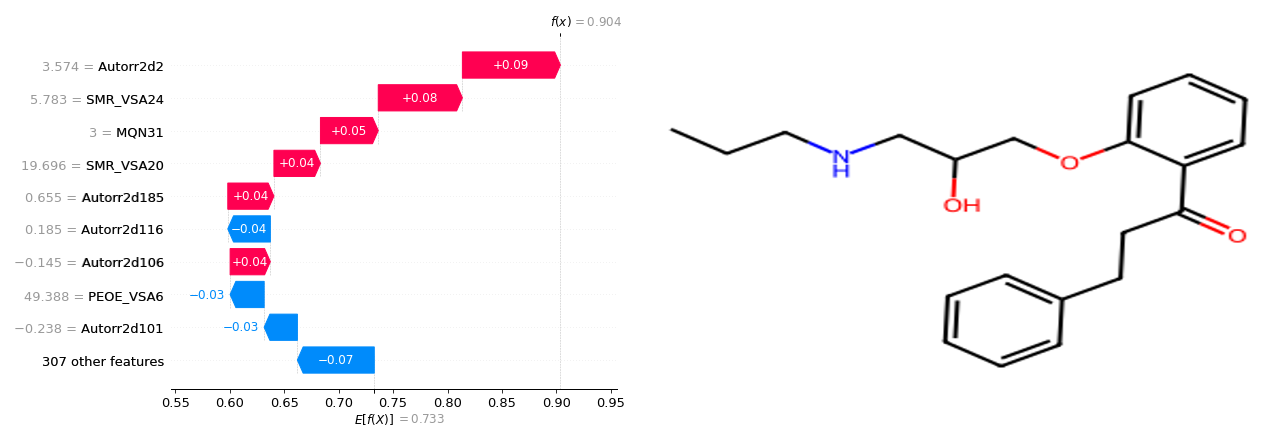 f(x) = 0.904
3.574 = Autorr2d2 +0.09
5.783 = SMR_VSA24 +0.08
3 = MQN31 +0.05
19.696 = SMR_VSA20 +0.04
0.655 = Autorr2d185 +0.04
0.185 = Autorr2d116 −0.04
−0.145 = Autorr2d106 +0.04
49.388 = PEOE_VSA6 −0.03
−0.238 = Autorr2d101 −0.03
307 other features −0.07
0.55 0.60 0.65 0.70 0.75 0.80 0.85 0.90 0.95
E[f(X)] = 0.733
N
H
O
OH
O